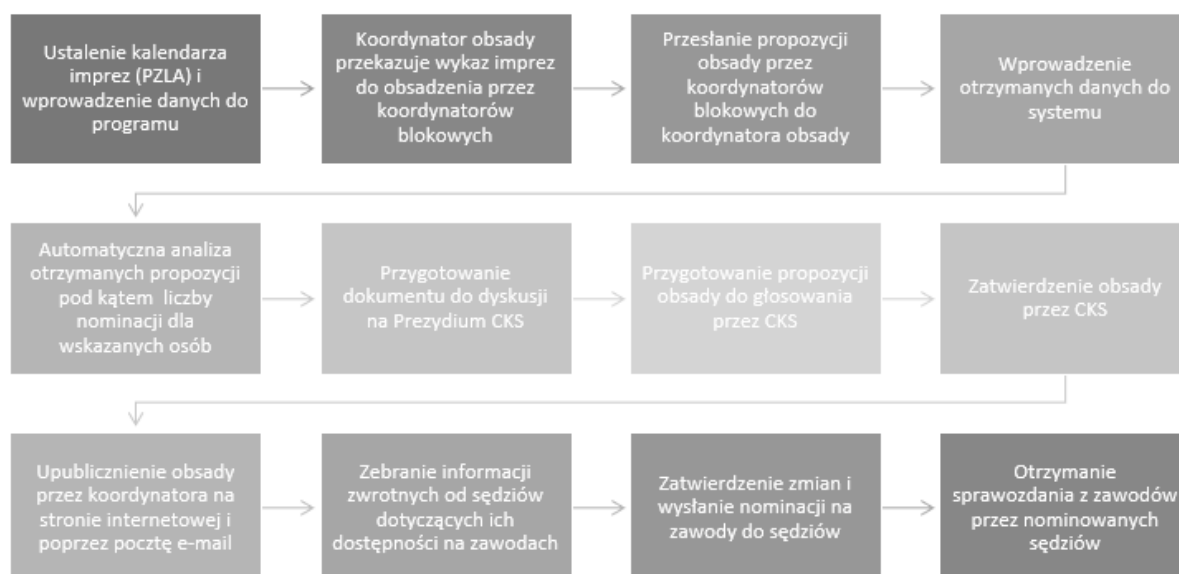 Ustalenie kalendarza
imprez (PZLA) i
wprowadzenie danych do
programu
Koordynator obsady
przekazuje wykaz imprez
do obsadzenia przez
koordynatorów
blokowych
Przesłanie propozycji
obsady przez
koordynatorów
blokowych do
koordynatora obsady
Wprowadzenie
otrzymanych danych do
systemu
Automatyczna analiza
otrzymanych propozycji
pod kątem liczby
nominacji dla
wskazanych osób
Przygotowanie
dokumentu do dyskusji
na Prezydium CKS
Przygotowanie propozycji
obsady do głosowania
przez CKS
Zatwierdzenie obsady
przez CKS
Upublicznienie obsady
przez koordynatora na
stronie internetowej i
poprzez pocztę e-mail
Zebranie informacji
zwrotnych od sędziów
dotyczących ich
dostępności na zawodach
Zatwierdzenie zmian i
wysłanie nominacji na
zawody do sędziów
Otrzymanie
sprawozdania z zawodów
przez nominowanych
sędziów